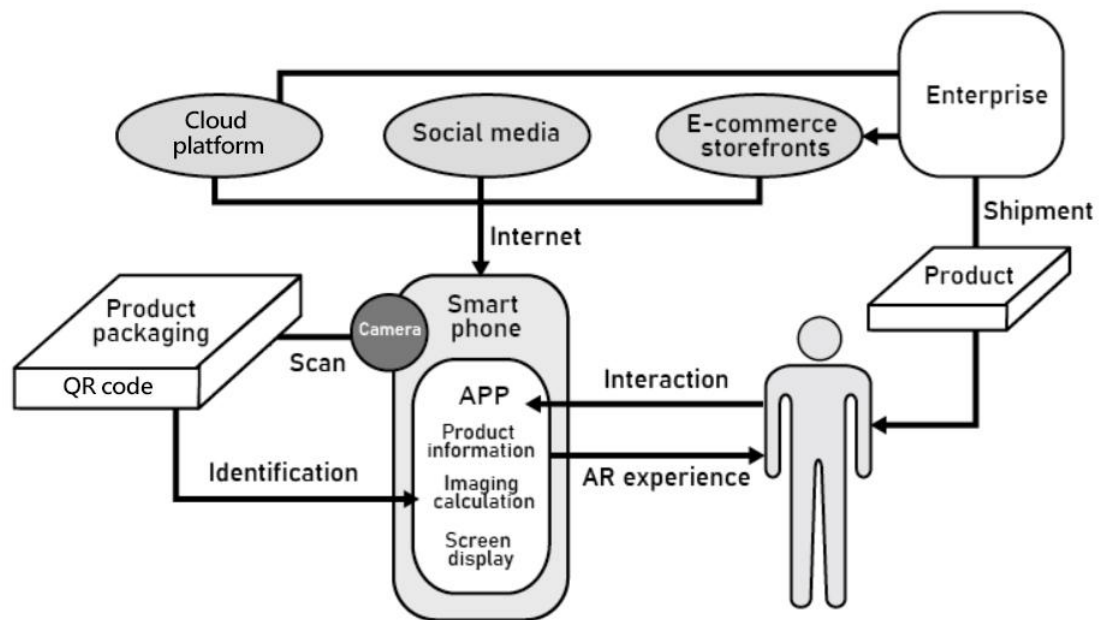 Enterprise
Cloud
platform
Social media
E-commerce
storefronts
Shipment
Internet
Product
Product
packaging
QR code
Camera
Scan
Smart
phone
APP
Product
information
Imaging
calculation
Screen
display
Interaction
AR experience
Identification